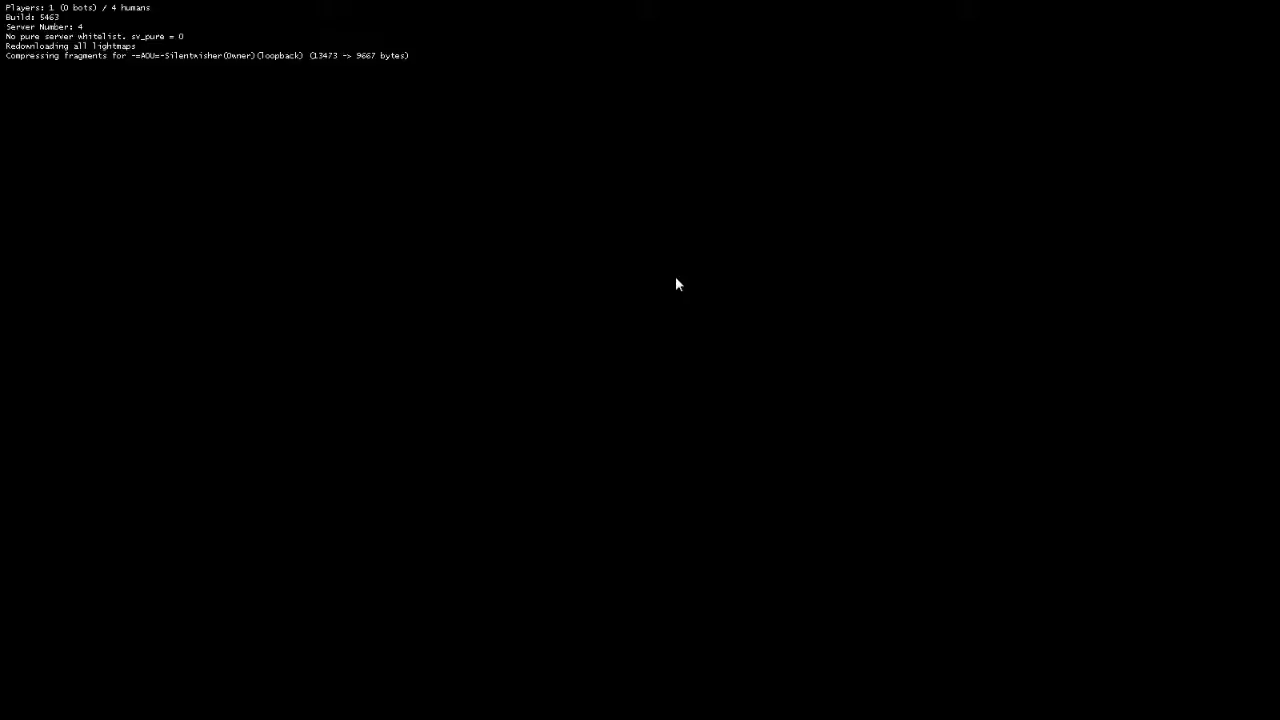 Players: 1 (0 bots) / 4 humans
Build: 5463
Server Number: 4
No pure server whitelist. sv_pure = 0
Redownloading all lightmaps
Compressing fragments for -=AOU=-Silentwisher(Owner)(loopback) (13473 -> 9667 bytes)